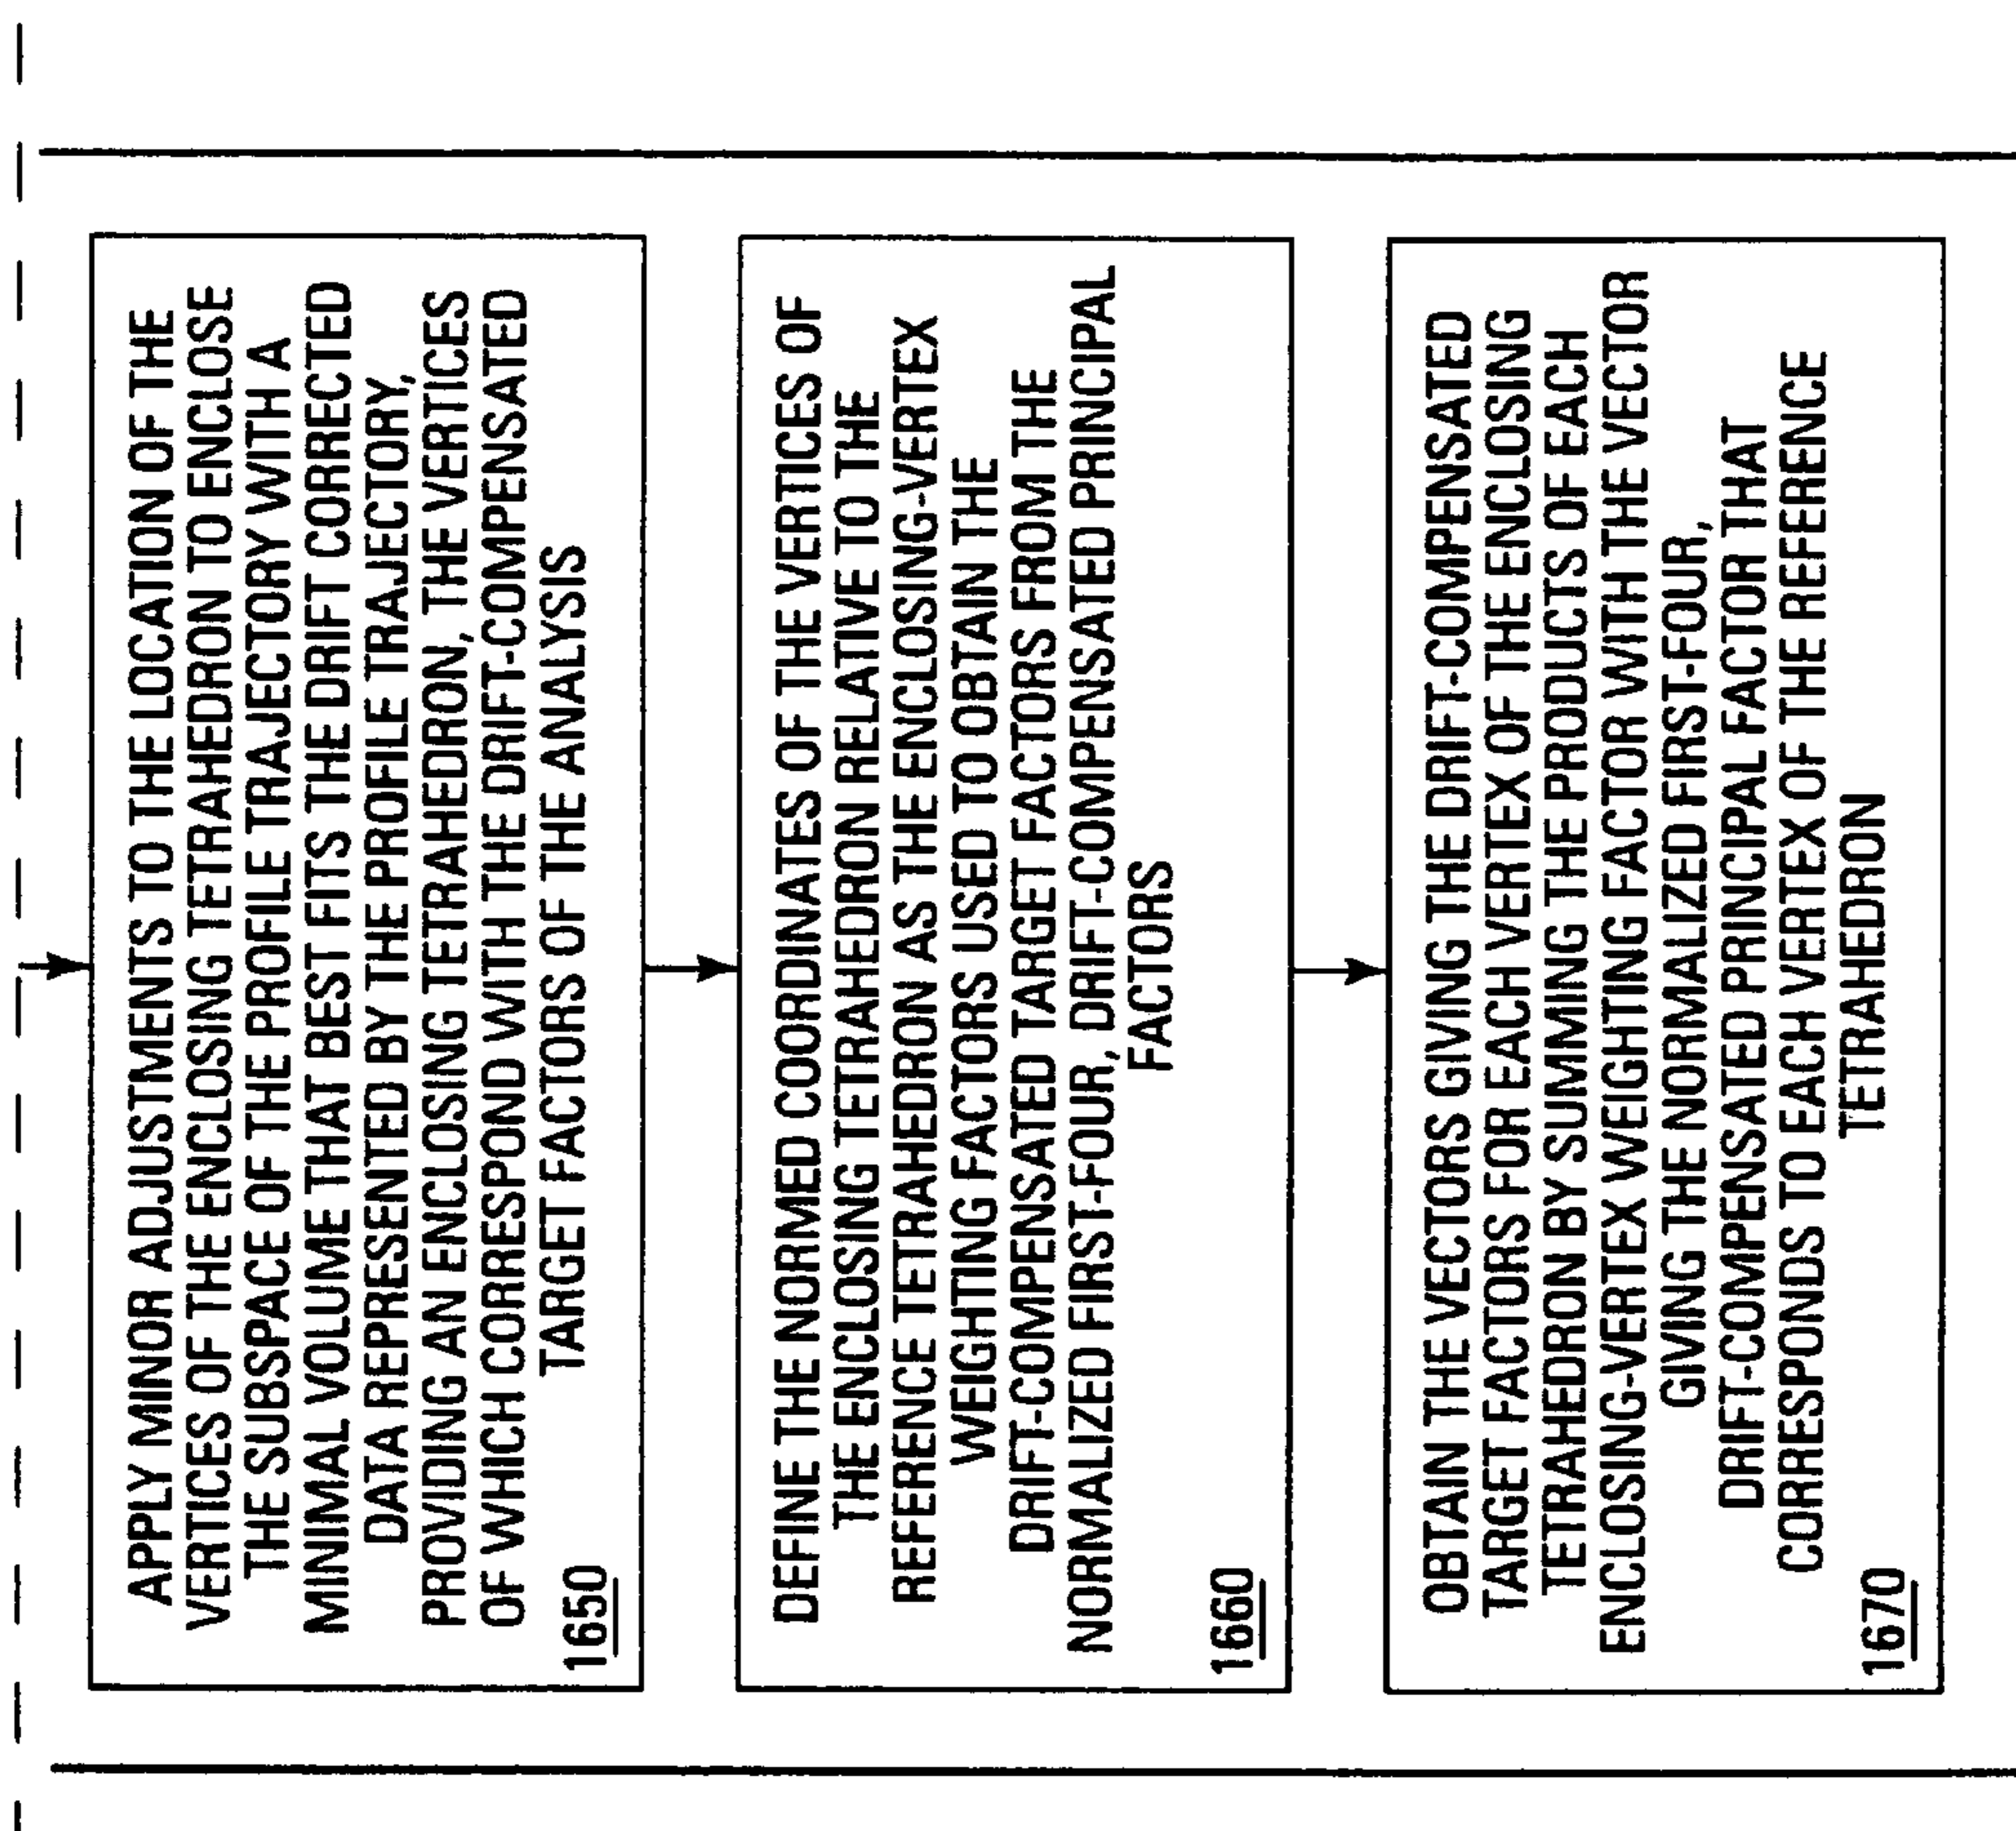 APPLY MINOR ADJUSTMENTS TO THE LOCATION OF THE
VERTICES OF THE ENCLOSING TETRAHEDRON TO ENCLOSE
THE SUBSPACE OF THE PROFILE TRAJECTORY WITH A
MINIMAL VOLUME THAT BEST FITS THE DRIFT CORRECTED
DATA REPRESENTED BY THE PROFILE TRAJECTORY,
PROVIDING AN ENCLOSING TETRAHEDRON, THE VERTICES
OF WHICH CORRESPOND WITH THE DRIFT-COMPENSATED
TARGET FACTORS OF THE ANALYSIS
1650
DEFINE THE NORMED COORDINATES OF THE VERTICES OF
THE ENCLOSING TETRAHEDRON RELATIVE TO THE
REFERENCE TETRAHEDRON AS THE ENCLOSING-VERTEX
WEIGHTING FACTORS USED TO OBTAIN THE
DRIFT-COMPENSATED TARGET FACTORS FROM THE
NORMALIZED FIRST-FOUR, DRIFT-COMPENSATED PRINCIPAL
FACTORS
1660
OBTAIN THE VECTORS GIVING THE DRIFT-COMPENSATED
TARGET FACTORS FOR EACH VERTEX OF THE ENCLOSING
TETRAHEDRON BY SUMMING THE PRODUCTS OF EACH
ENCLOSING-VERTEX WEIGHTING FACTOR WITH THE VECTOR
GIVING THE NORMALIZED FIRST-FOUR,
DRIFT-COMPENSATED PRINCIPAL FACTOR THAT
CORRESPONDS TO EACH VERTEX OF THE REFERENCE
TETRAHEDRON
1670